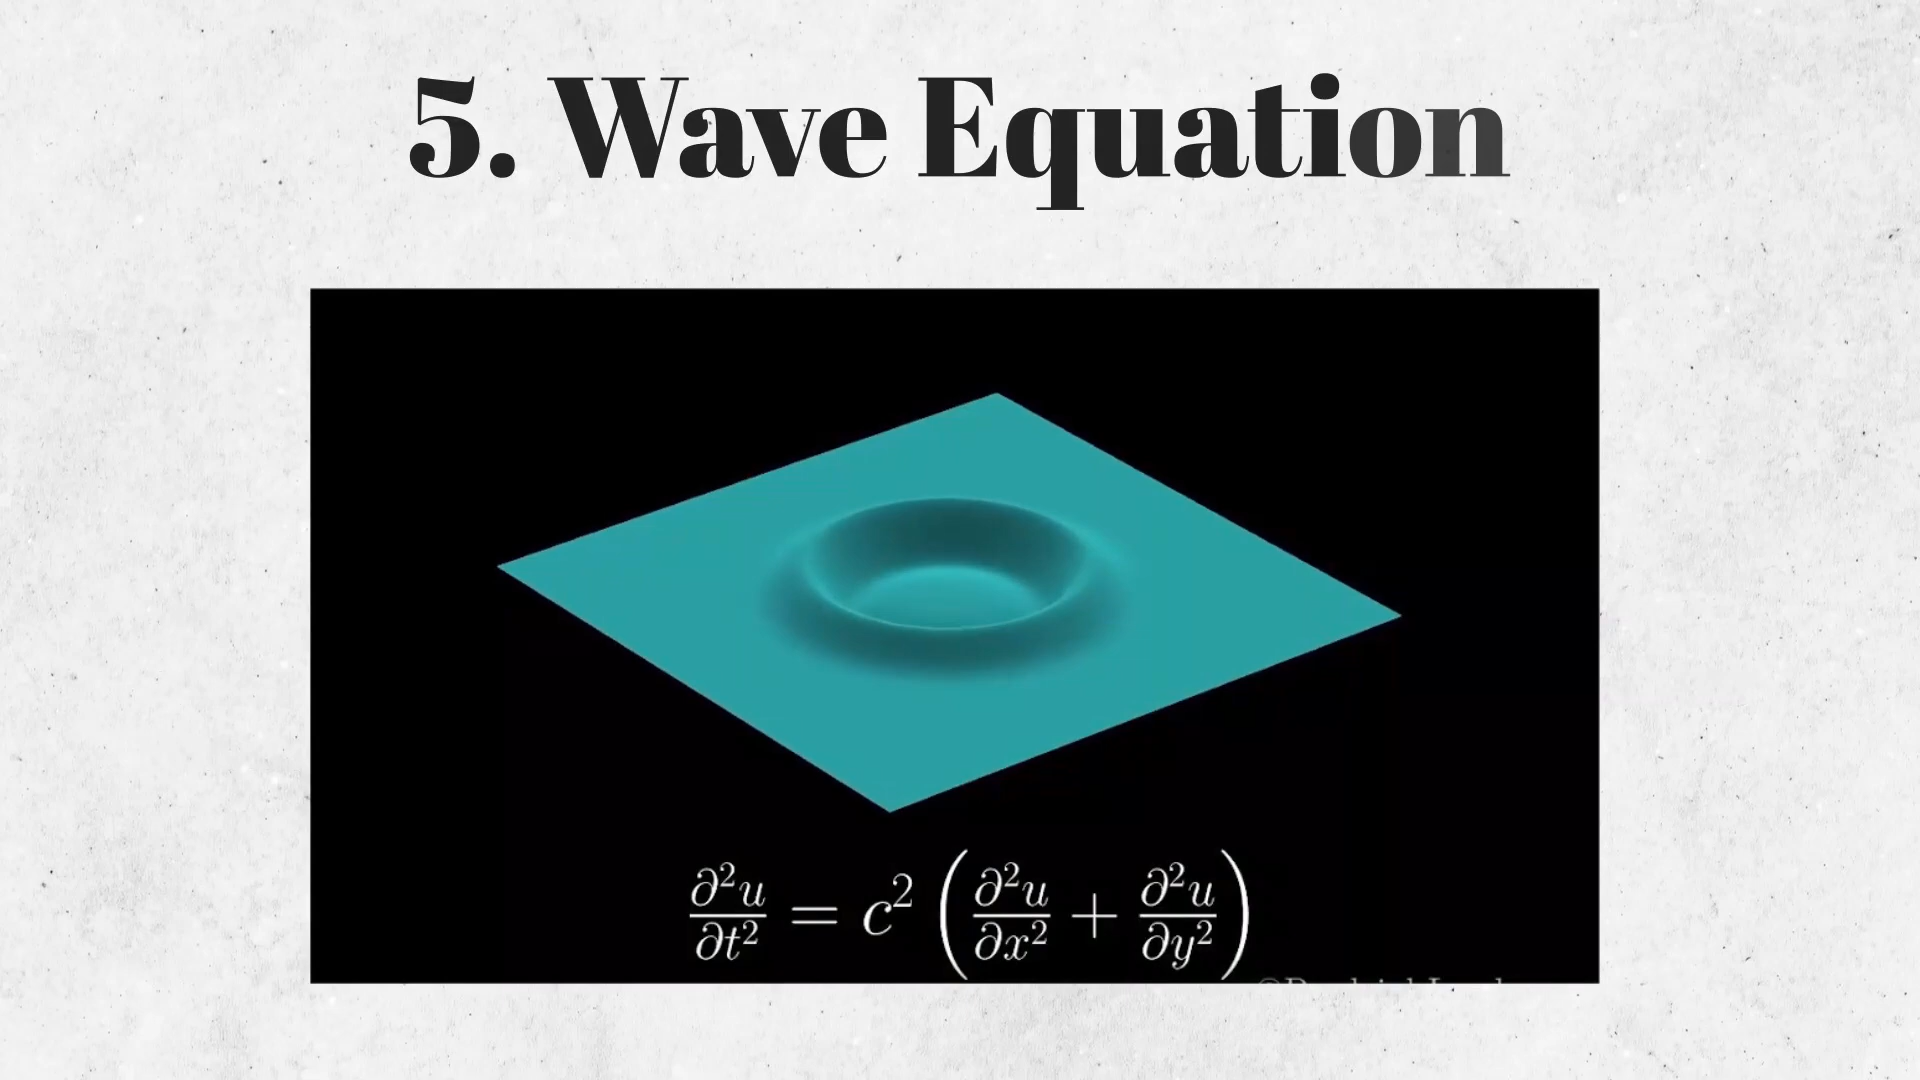 5. Wave Equation
∂²u/∂t² = c² (∂²u/∂x² + ∂²u/∂y²)